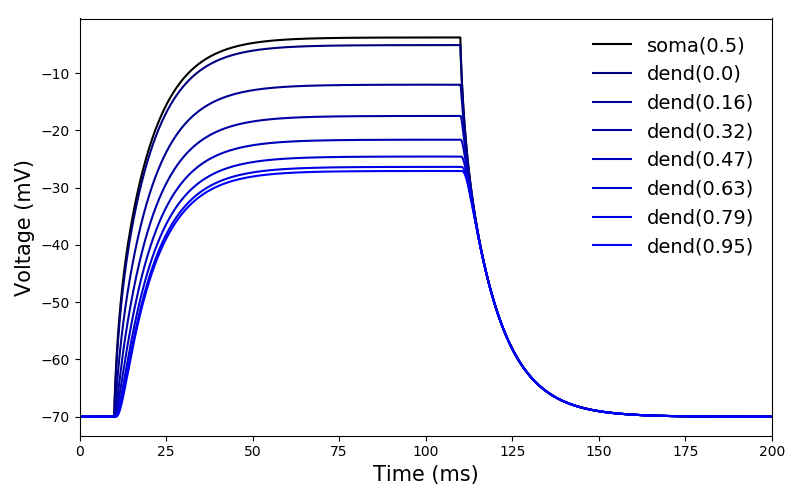 soma(0.5)
dend(0.0)
dend(0.16)
dend(0.32)
dend(0.47)
dend(0.63)
dend(0.79)
dend(0.95)
Voltage (mV)
−10
−20
−30
−40
−50
−60
−70
0 25 50 75 100 125 150 175 200
Time (ms)